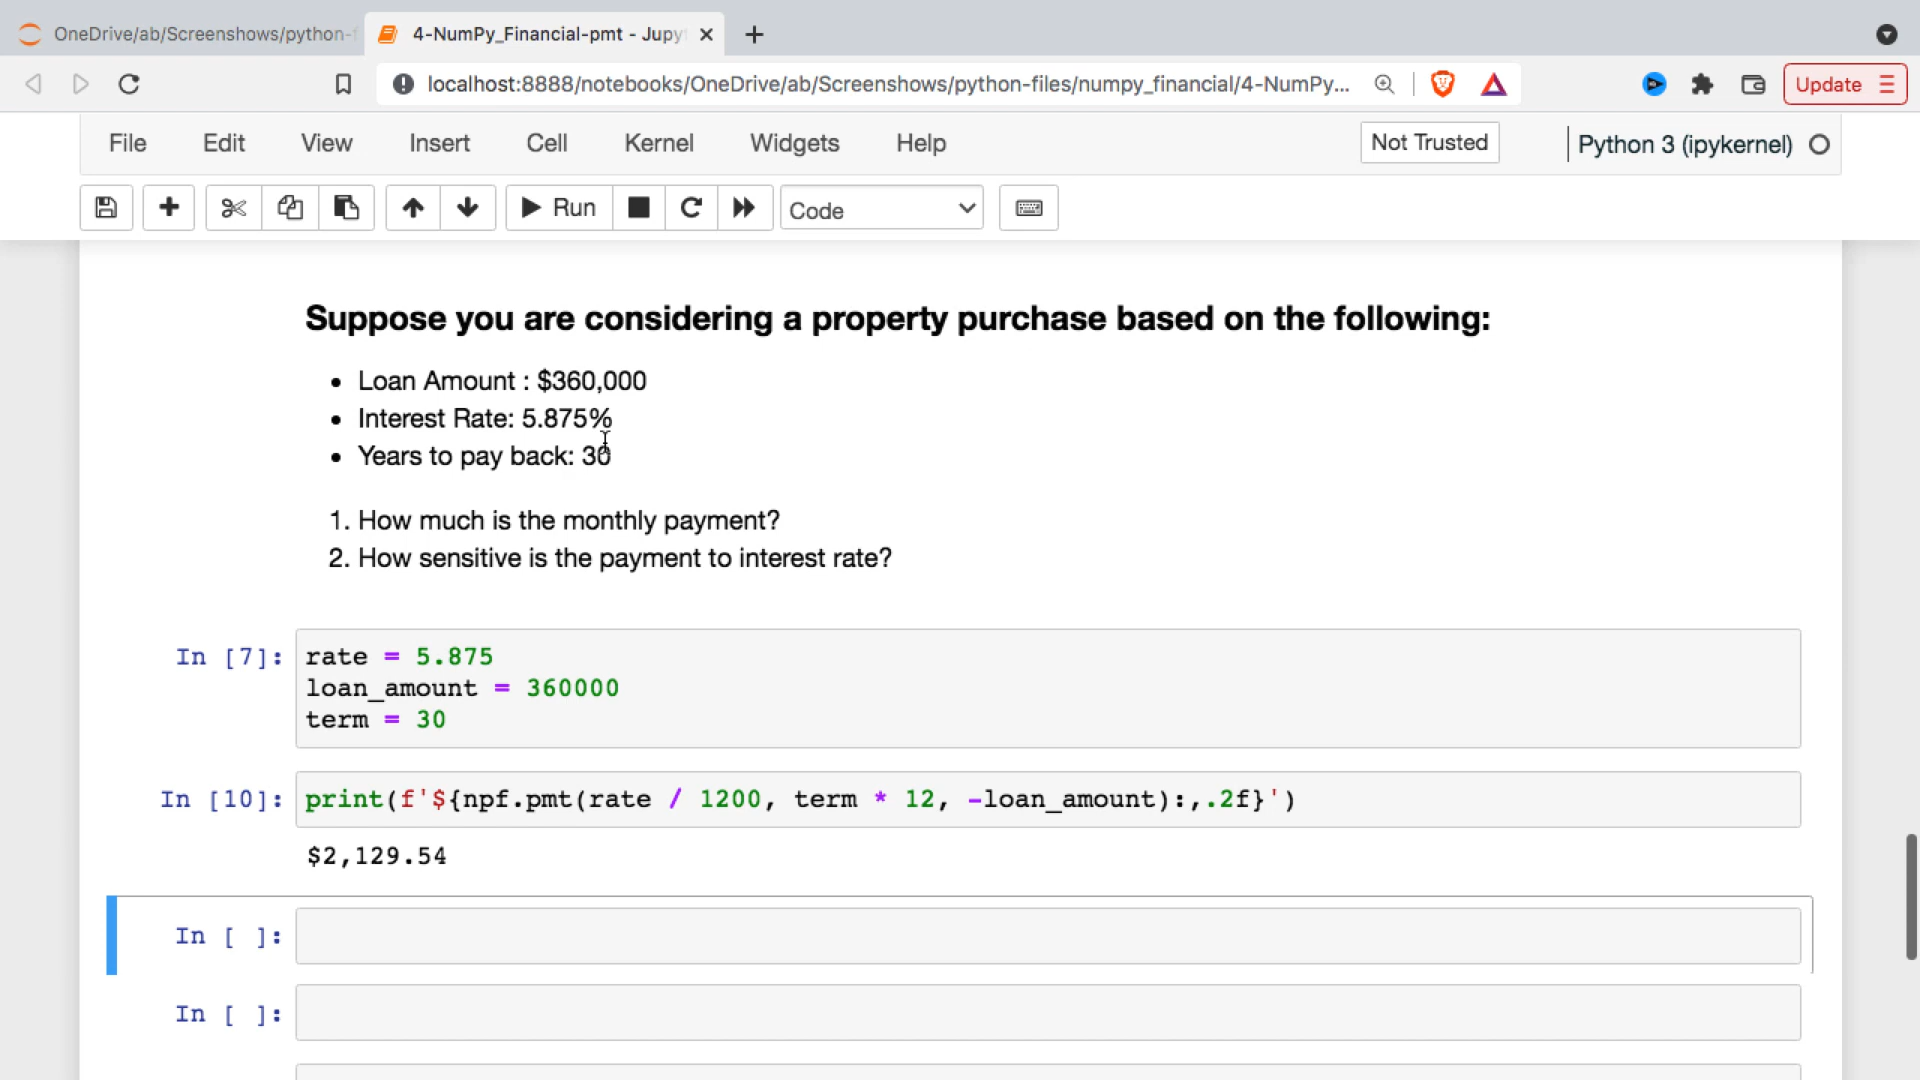 OneDrive/ab/Screenshows/python-f
4-NumPy_Financial-pmt - Jupy
localhost:8888/notebooks/OneDrive/ab/Screenshows/python-files/numpy_financial/4-NumPy...
Update
File Edit View Insert Cell Kernel Widgets Help Not Trusted Python 3 (ipykernel)
Run Code
Suppose you are considering a property purchase based on the following:
• Loan Amount : $360,000
• Interest Rate: 5.875%
• Years to pay back: 30
1. How much is the monthly payment?
2. How sensitive is the payment to interest rate?
In [7]: rate = 5.875
loan_amount = 360000
term = 30
In [10]: print(f'${npf.pmt(rate / 1200, term * 12, -loan_amount):,.2f}')
$2,129.54
In [ ]:
In [ ]: